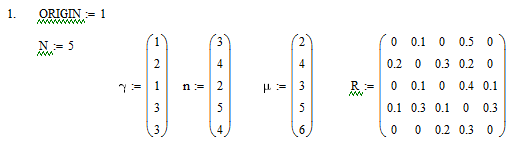 1. ORIGIN := 1
N := 5
γ := (1 2 1 3 3) n := (3 4 2 5 4) μ := (2 4 3 5 6) R := (0 0.1 0 0.5 0
0.2 0 0.3 0.2 0
0 0.1 0 0.4 0.1
0.1 0.3 0.1 0 0.3
0 0 0.2 0.3 0)